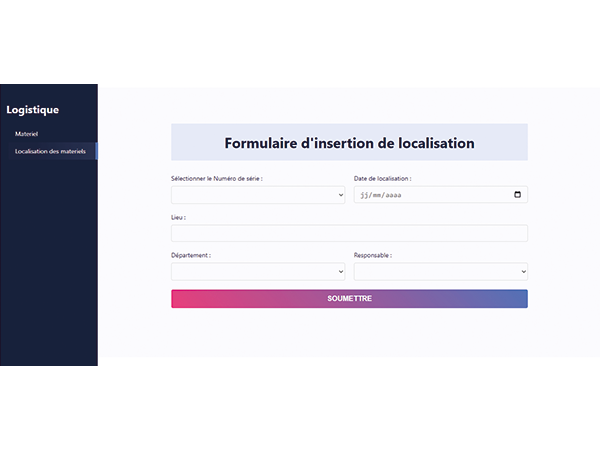 Logistique
Materiel
Localisation des materiels
Formulaire d'insertion de localisation
Sélectionner le Numéro de série :
Date de localisation :
jj/mm/aaaa
Lieu :
Département :
Responsable :
SOUMETTRE